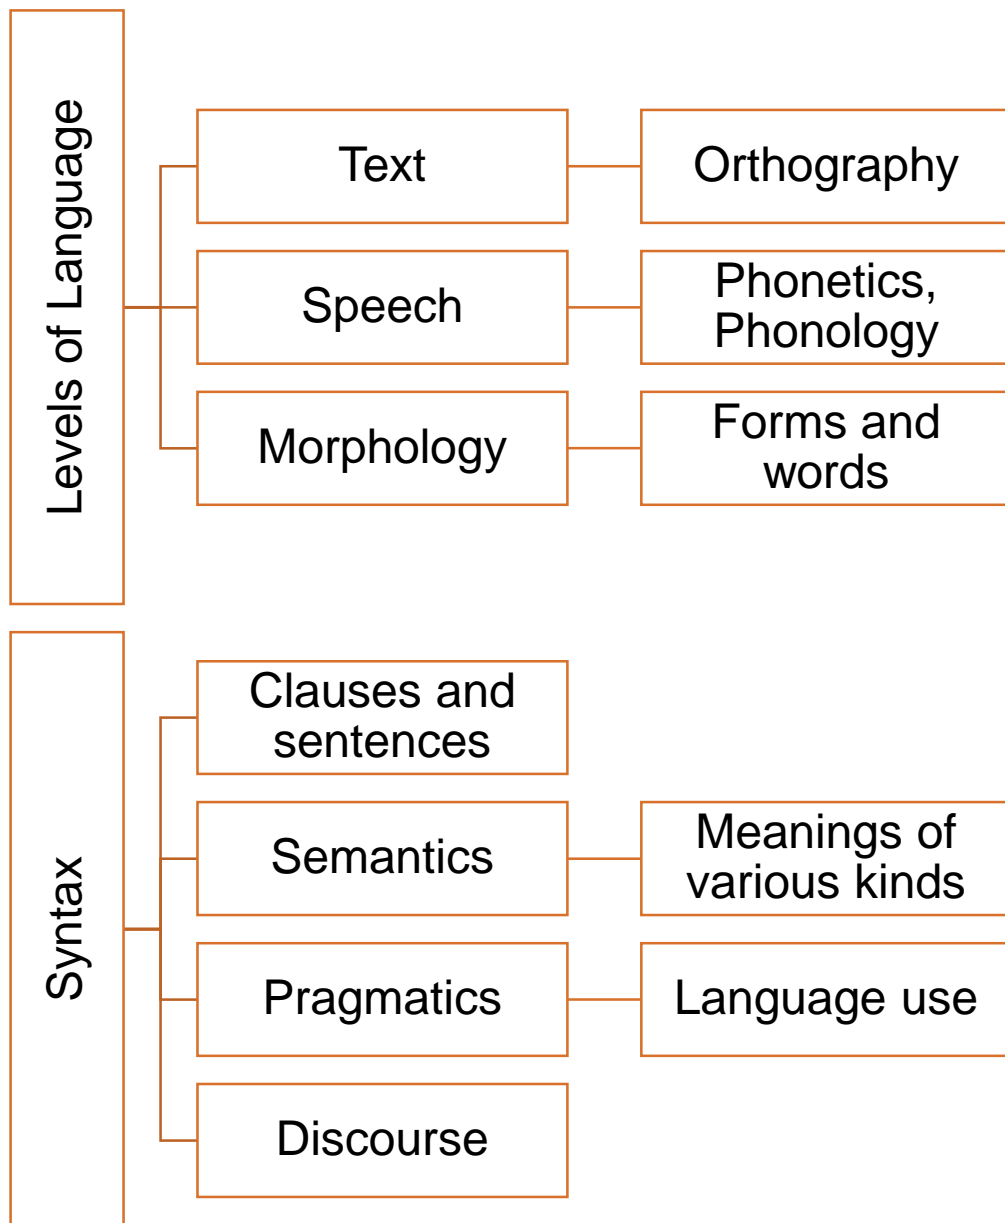 Levels of Language
Text
Orthography
Speech
Phonetics,
Phonology
Morphology
Forms and
words
Syntax
Clauses and
sentences
Semantics
Meanings of
various kinds
Pragmatics
Language use
Discourse